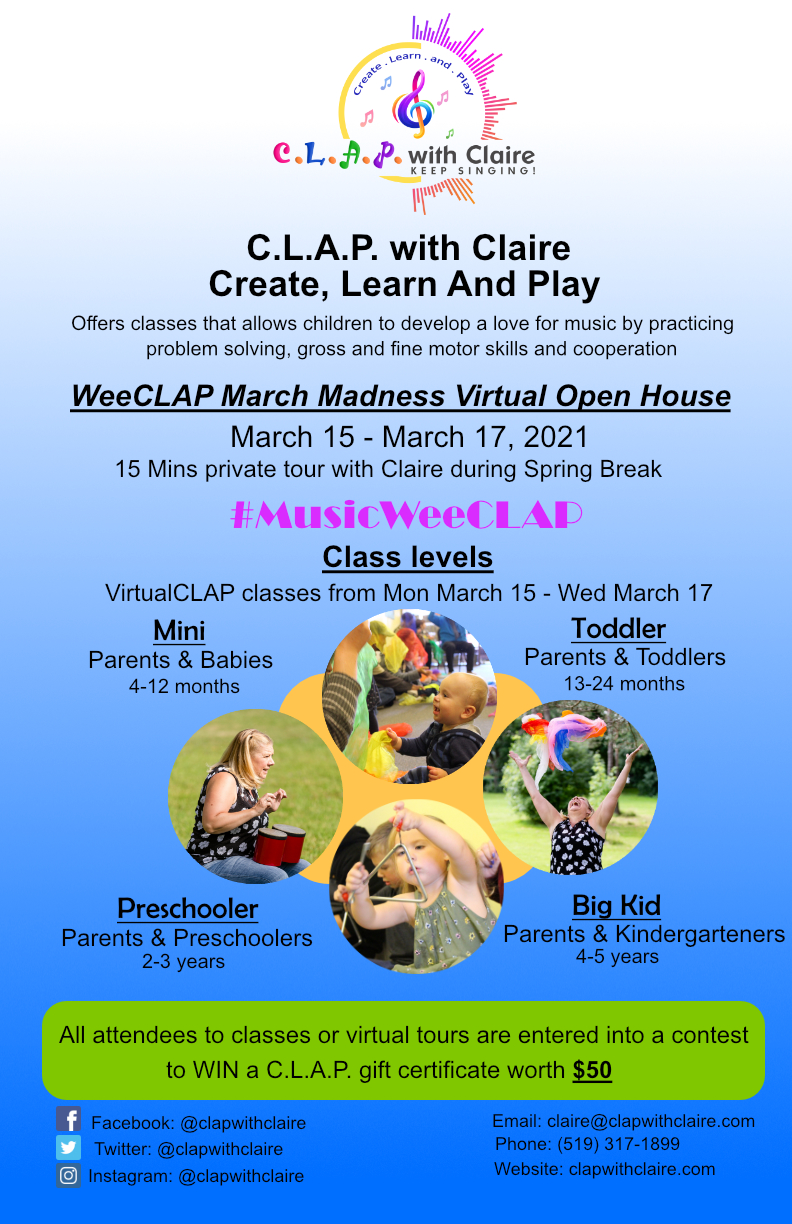 Create . Learn . and . Play
C.L.A.P. with Claire
KEEP SINGING!
C.L.A.P. with Claire
Create, Learn And Play
Offers classes that allows children to develop a love for music by practicing
problem solving, gross and fine motor skills and cooperation
WeeCLAP March Madness Virtual Open House
March 15 - March 17, 2021
15 Mins private tour with Claire during Spring Break
#MusicWeeCLAP
Class levels
VirtualCLAP classes from Mon March 15 - Wed March 17
Mini
Parents & Babies
4-12 months
Toddler
Parents & Toddlers
13-24 months
Preschooler
Parents & Preschoolers
2-3 years
Big Kid
Parents & Kindergarteners
4-5 years
All attendees to classes or virtual tours are entered into a contest
to WIN a C.L.A.P. gift certificate worth $50
Facebook: @clapwithclaire
Twitter: @clapwithclaire
Instagram: @clapwithclaire
Email: claire@clapwithclaire.com
Phone: (519) 317-1899
Website: clapwithclaire.com